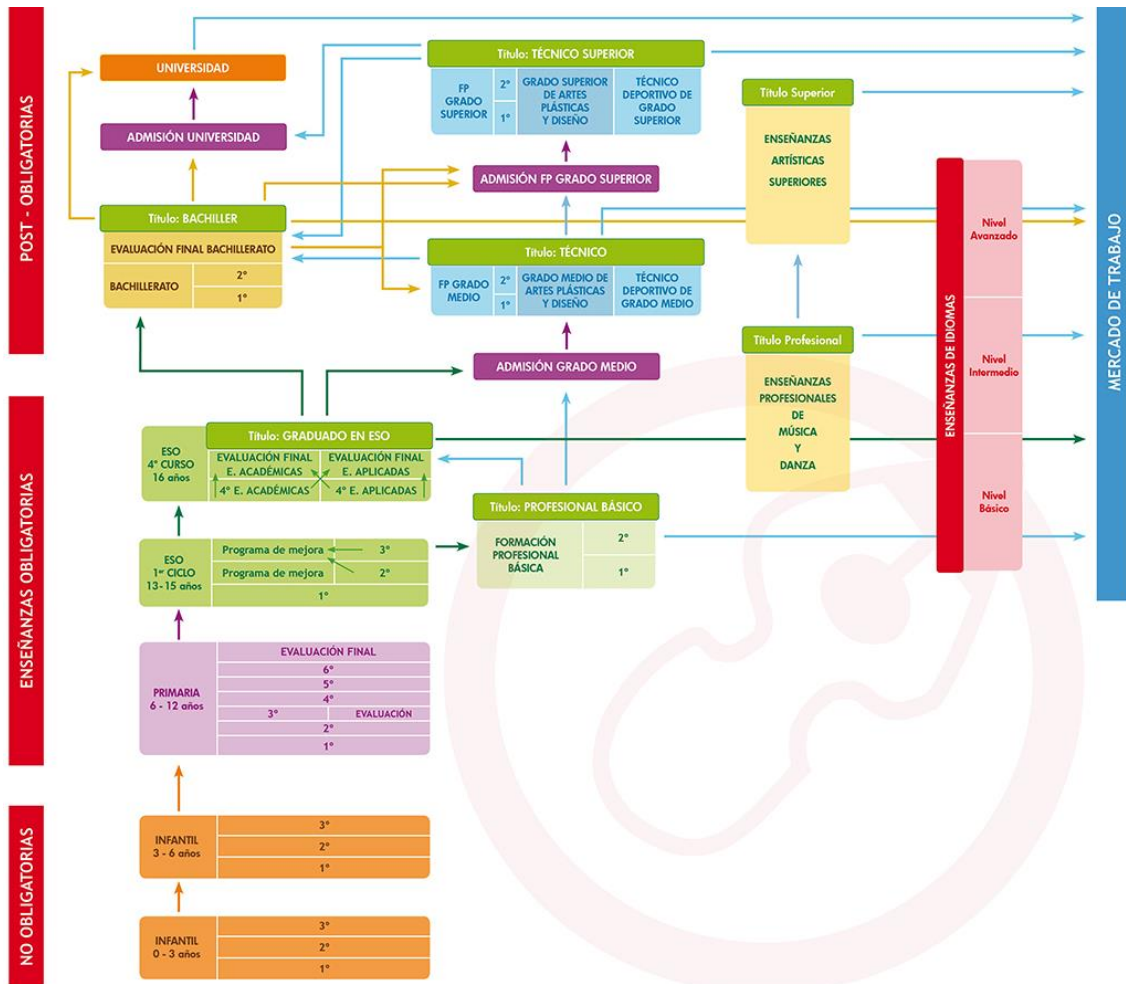 POST - OBLIGATORIAS
UNIVERSIDAD
ADMISIÓN UNIVERSIDAD
Título: BACHILLER
EVALUACIÓN FINAL BACHILLERATO
BACHILLERATO
2º
1º
Título: TÉCNICO SUPERIOR
FP
GRADO
SUPERIOR
2º
1º
GRADO SUPERIOR
DE ARTES
PLÁSTICAS
Y DISEÑO
TÉCNICO
DEPORTIVO DE
GRADO
SUPERIOR
ADMISIÓN FP GRADO SUPERIOR
Título: TÉCNICO
FP GRADO
MEDIO
2º
1º
GRADO MEDIO DE
ARTES PLÁSTICAS
Y DISEÑO
TÉCNICO
DEPORTIVO DE
GRADO MEDIO
ADMISIÓN GRADO MEDIO
Título Superior
ENSEÑANZAS
ARTÍSTICAS
SUPERIORES
Título Profesional
ENSEÑANZAS
PROFESIONALES
DE
MÚSICA
Y
DANZA
ENSEÑANZAS DE IDIOMAS
Nivel
Avanzado
Nivel
Intermedio
Nivel
Básico
MERCADO DE TRABAJO
ENSEÑANZAS OBLIGATORIAS
ESO
4º CURSO
16 años
Título: GRADUADO EN ESO
EVALUACIÓN FINAL
E. ACADÉMICAS
EVALUACIÓN FINAL
E. APLICADAS
4º E. ACADÉMICAS
4º E. APLICADAS
ESO
1er CICLO
13-15 años
Programa de mejora
3º
Programa de mejora
2º
1º
Título: PROFESIONAL BÁSICO
FORMACIÓN
PROFESIONAL
BÁSICA
2º
1º
PRIMARIA
6 - 12 años
EVALUACIÓN FINAL
6º
5º
4º
3º
EVALUACIÓN
2º
1º
NO OBLIGATORIAS
INFANTIL
3 - 6 años
3º
2º
1º
INFANTIL
0 - 3 años
3º
2º
1º